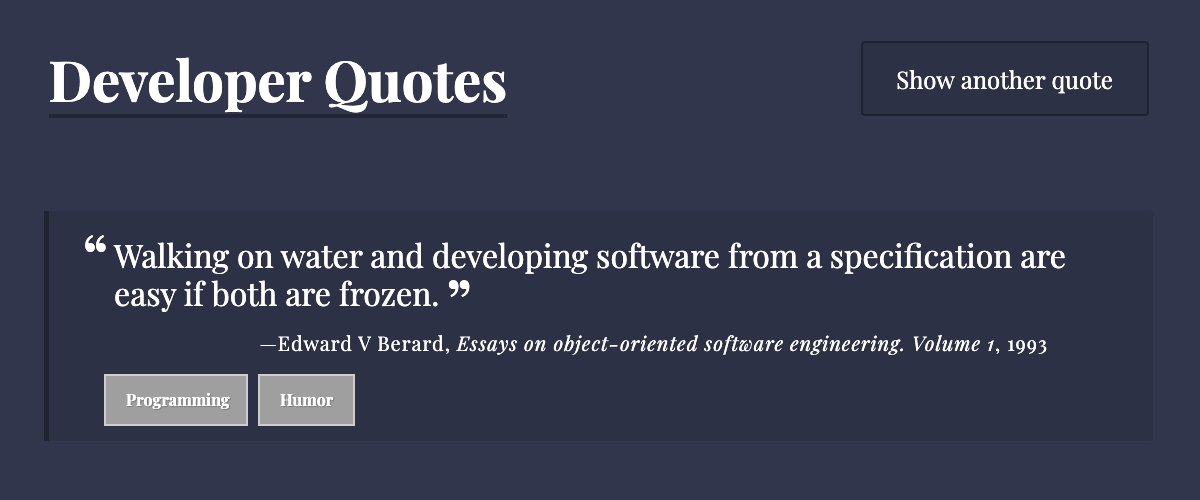 Developer Quotes
Show another quote
“ Walking on water and developing software from a specification are
easy if both are frozen. ”
—Edward V Berard, Essays on object-oriented software engineering. Volume 1, 1993
Programming
Humor